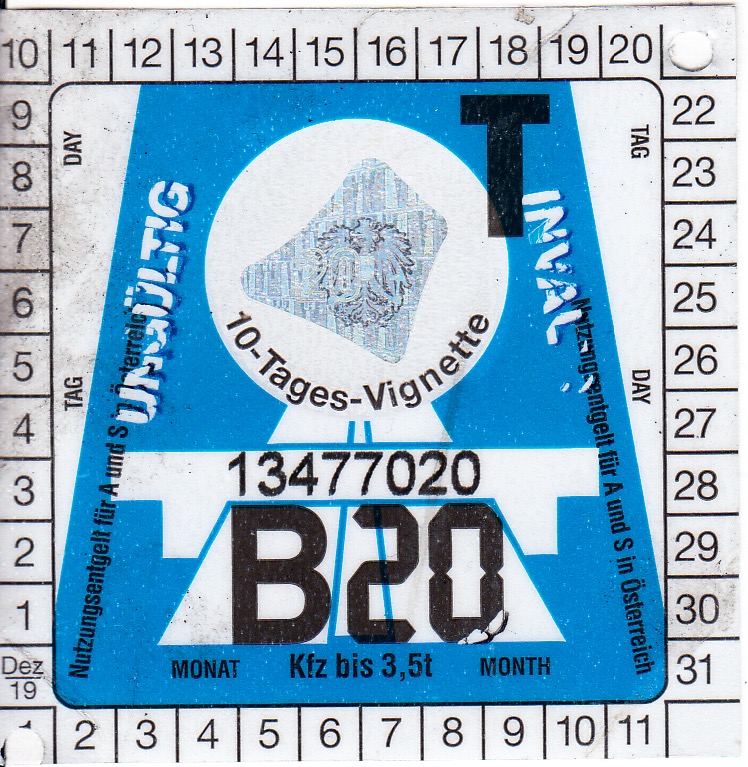 10 11 12 13 14 15 16 17 18 19 20
9
8
7
6
5
4
3
2
1
Dez
19
1 2 3 4 5 6 7 8 9 10 11
22
23
24
25
26
27
28
29
30
31
DAY
TAG
TAG
DAY
T
UNGÜLTIG
INVAL
10-Tages-Vignette
Nutzungsentgelt für A und S in Österreich
Nutzungsentgelt für A und S in Österreich
13477020
B20
MONAT Kfz bis 3,5t MONTH